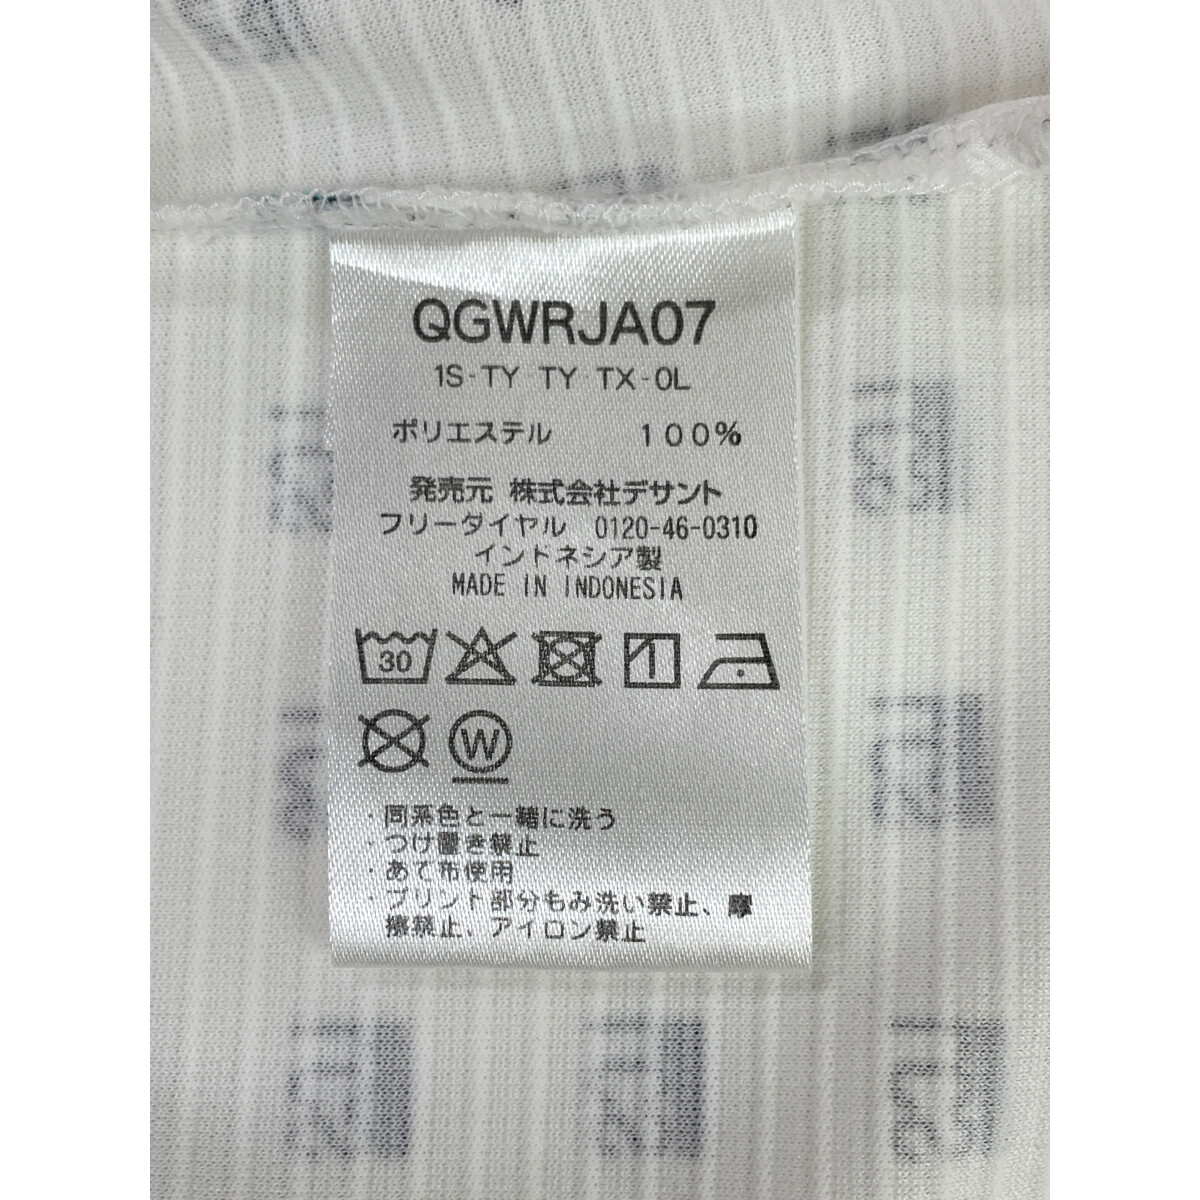 QGWRJA07
1S-TY TY TX-0L
ポリエステル 100%
発売元 株式会社デサント
フリーダイヤル 0120-46-0310
インドネシア製
MADE IN INDONESIA
30
W
・同系色と一緒に洗う
・つけ置き禁止
・あて布使用
・プリント部分もみ洗い禁止、摩
擦禁止、アイロン禁止